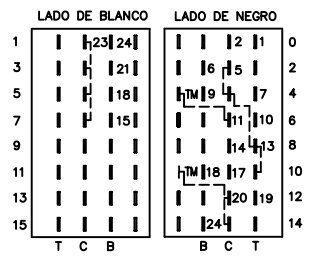 LADO DE BLANCO LADO DE NEGRO
1 23 24 2 1 0
3 21 6 5 2
5 18 TM 9 7 4
7 15 11 10 6
9 14 13 8
11 TM 18 17 10
13 20 19 12
15 24 14
T C B B C T